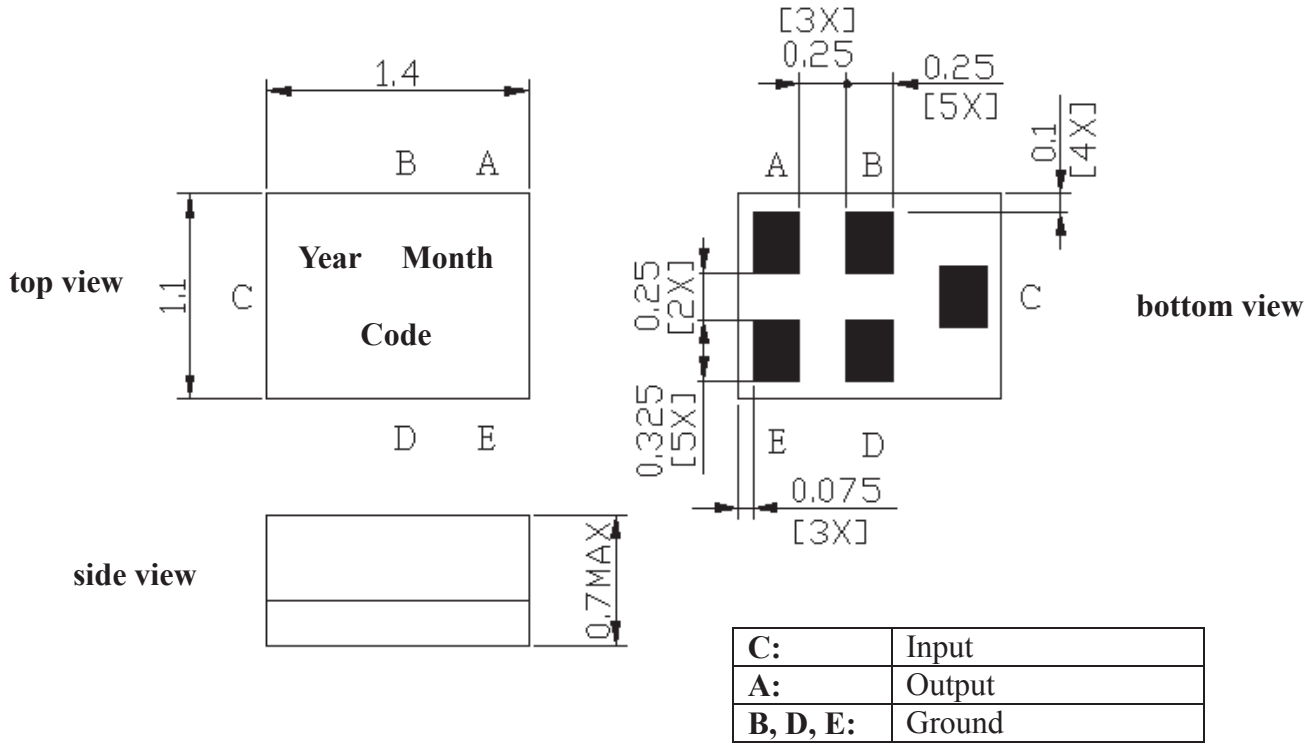 [3X]
0.25
0.25
[5X]
1.4
0.1
[4X]
B A
A B
Year Month
top view
1.1
C
Code
0.25
[2X]
C
bottom view
D E
0.325
[5X]
E D
0.075
[3X]
side view
0.7MAX
C: Input
A: Output
B, D, E: Ground